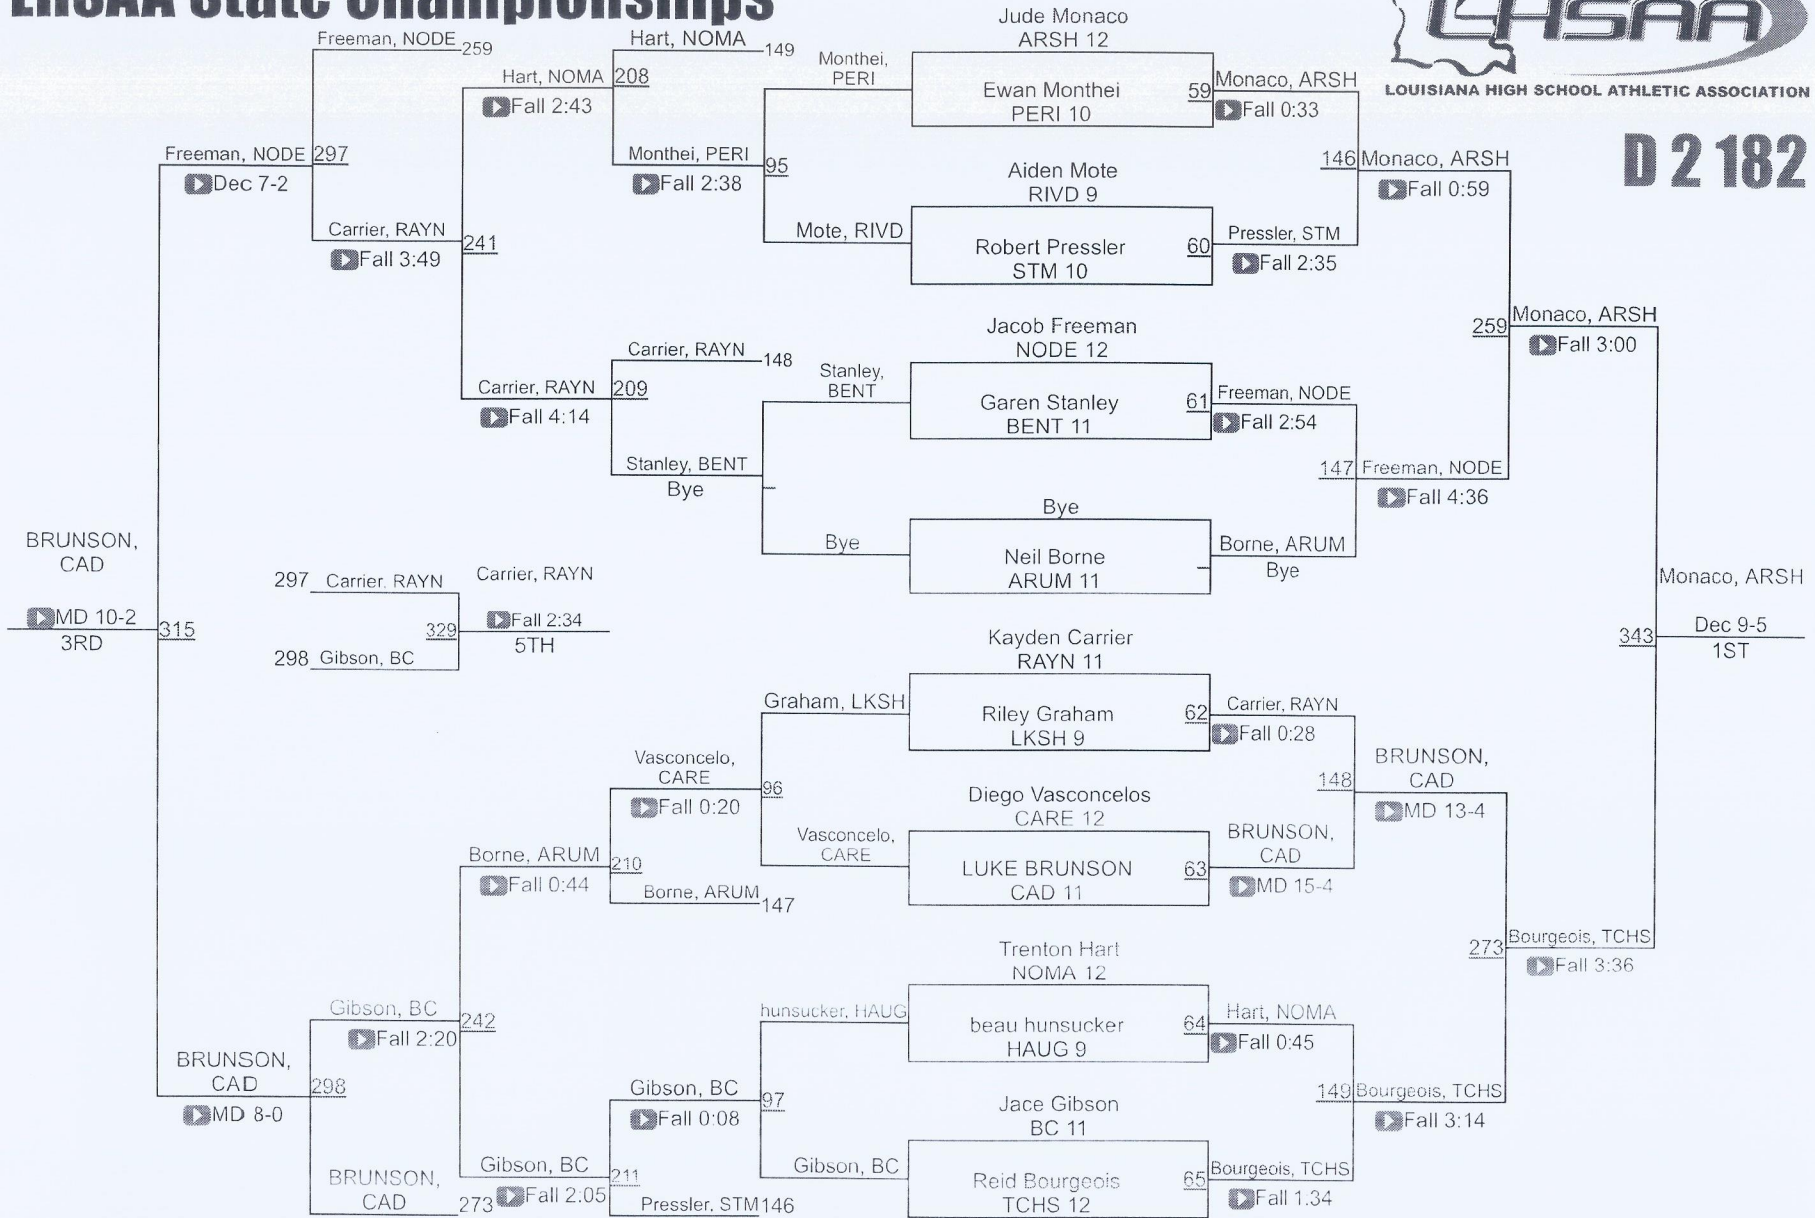 LHSAA State Championships
LHSAA
LOUISIANA HIGH SCHOOL ATHLETIC ASSOCIATION
D 2 182
Jude Monaco
ARSH 12
Ewan Monthei
PERI 10
59
Aiden Mote
RIVD 9
Robert Pressler
STM 10
60
Jacob Freeman
NODE 12
Garen Stanley
BENT 11
61
Bye
Neil Borne
ARUM 11
Kayden Carrier
RAYN 11
Riley Graham
LKSH 9
62
Diego Vasconcelos
CARE 12
LUKE BRUNSON
CAD 11
63
Trenton Hart
NOMA 12
beau hunsucker
HAUG 9
64
Jace Gibson
BC 11
Reid Bourgeois
TCHS 12
65
Monaco, ARSH
Fall 0:33
Pressler, STM
Fall 2:35
Freeman, NODE
Fall 2:54
Borne, ARUM
Bye
Carrier, RAYN
Fall 0:28
BRUNSON,
CAD
MD 15-4
Hart, NOMA
Fall 0:45
Bourgeois, TCHS
Fall 1:34
146
Monaco, ARSH
Fall 0:59
147
Freeman, NODE
Fall 4:36
148
BRUNSON,
CAD
MD 13-4
149
Bourgeois, TCHS
Fall 3:14
259
Monaco, ARSH
Fall 3:00
273
Bourgeois, TCHS
Fall 3:36
343
Monaco, ARSH
Dec 9-5
1ST
Monthei,
PERI
Mote, RIVD
95
Stanley,
BENT
Bye
Graham, LKSH
Vasconcelo,
CARE
96
hunsucker, HAUG
Gibson, BC
97
Hart, NOMA
149
Monthei, PERI
Fall 2:38
208
Carrier, RAYN
148
Stanley, BENT
Bye
209
Vasconcelo,
CARE
Fall 0:20
Borne, ARUM
147
210
Gibson, BC
Fall 0:08
Pressler, STM
146
211
Hart, NOMA
Fall 2:43
Carrier, RAYN
Fall 4:14
241
Borne, ARUM
Fall 0:44
Gibson, BC
Fall 2:05
242
Freeman, NODE
259
Carrier, RAYN
Fall 3:49
297
Gibson, BC
Fall 2:20
BRUNSON,
CAD
273
298
Freeman, NODE
Dec 7-2
BRUNSON,
CAD
MD 8-0
315
BRUNSON,
CAD
MD 10-2
3RD
297
Carrier, RAYN
298
Gibson, BC
329
Carrier, RAYN
Fall 2:34
5TH